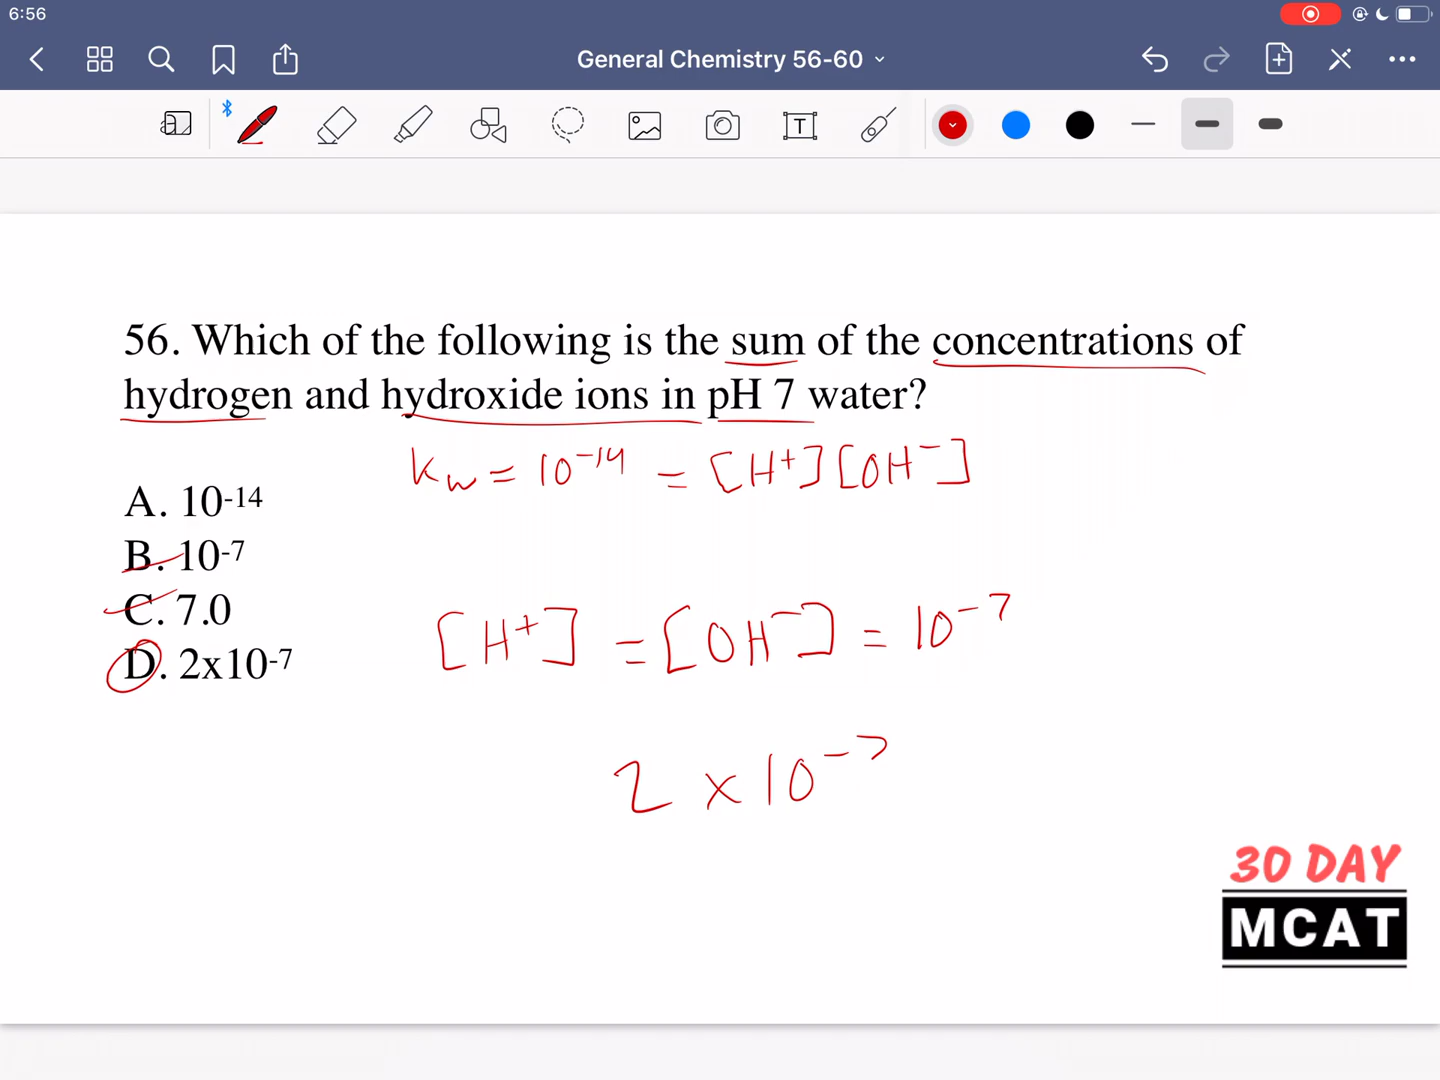 6:56
General Chemistry 56-60
T
56. Which of the following is the sum of the concentrations of
hydrogen and hydroxide ions in pH 7 water?
Kw = 10⁻¹⁴ = [H⁺][OH⁻]
A. 10-14
B. 10-7
C. 7.0
D. 2x10-7
[H⁺] = [OH⁻] = 10⁻⁷
2 x 10⁻⁷
30 DAY
MCAT